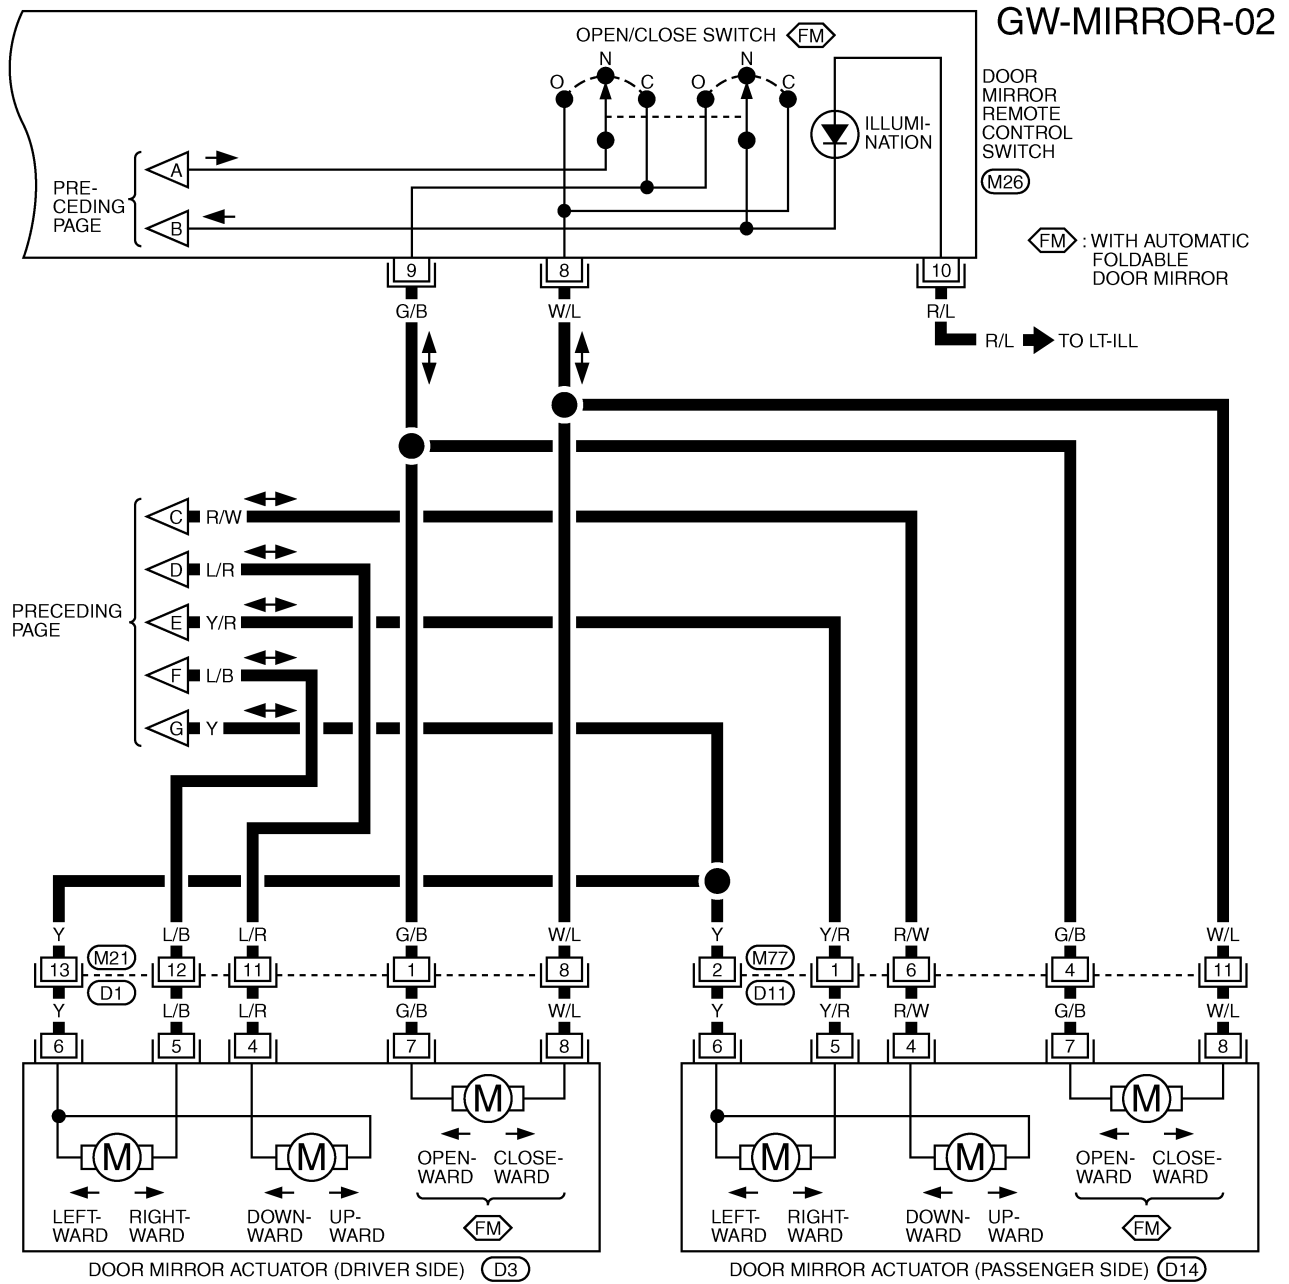 GW-MIRROR-02
OPEN/CLOSE SWITCH FM
O N C O N C
ILLUMI-
NATION
DOOR
MIRROR
REMOTE
CONTROL
SWITCH
M26
PRE-
CEDING
PAGE
A
B
FM : WITH AUTOMATIC
FOLDABLE
DOOR MIRROR
9 8 10
G/B W/L R/L
R/L TO LT-ILL
PRECEDING
PAGE
C R/W
D L/R
E Y/R
F L/B
G Y
Y L/B L/R G/B W/L Y Y/R R/W G/B W/L
M21 M77
13 12 11 1 8 2 1 6 4 11
D1 D11
Y L/B L/R G/B W/L Y Y/R R/W G/B W/L
6 5 4 7 8 6 5 4 7 8
M M
M M M M
OPEN-
WARD
CLOSE-
WARD
OPEN-
WARD
CLOSE-
WARD
LEFT-
WARD
RIGHT-
WARD
DOWN-
WARD
UP-
WARD
FM
LEFT-
WARD
RIGHT-
WARD
DOWN-
WARD
UP-
WARD
FM
DOOR MIRROR ACTUATOR (DRIVER SIDE) D3
DOOR MIRROR ACTUATOR (PASSENGER SIDE) D14